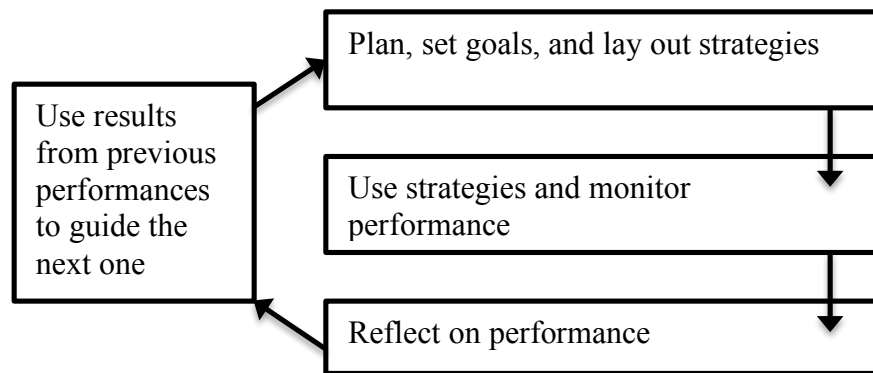 Plan, set goals, and lay out strategies
Use results
from previous
performances
to guide the
next one
Use strategies and monitor
performance
Reflect on performance